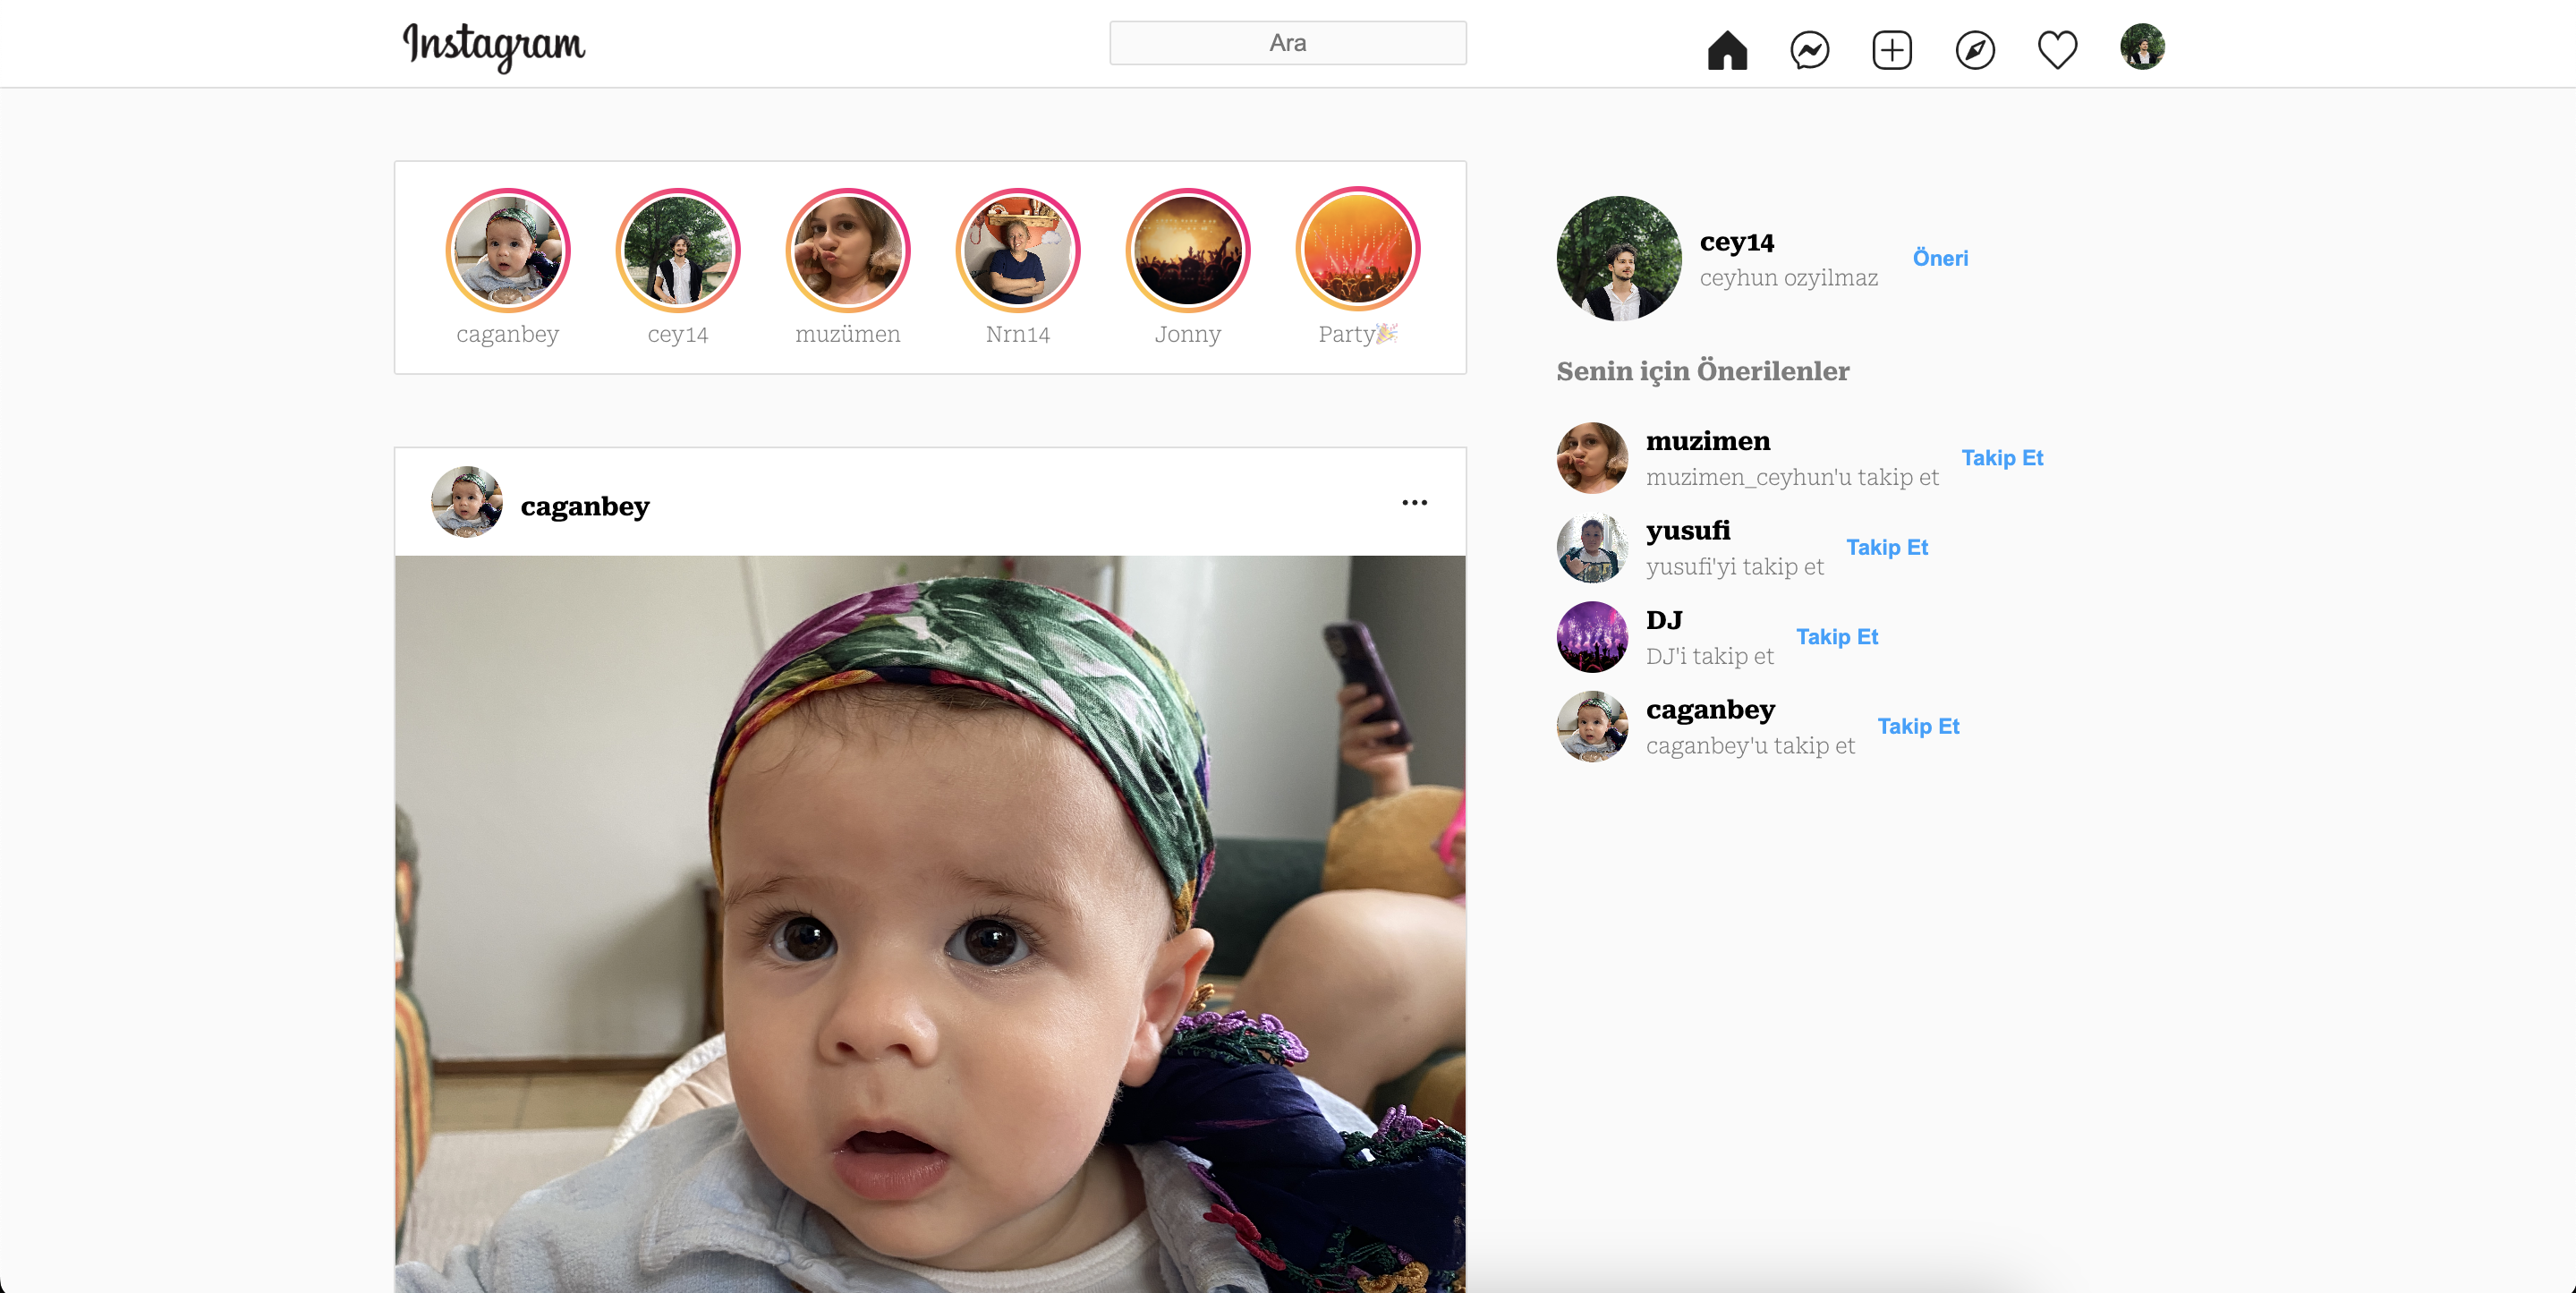 Instagram
Ara
caganbey
cey14
muzümen
Nrn14
Jonny
Party🎉
caganbey
cey14
ceyhun ozyilmaz
Öneri
Senin için Önerilenler
muzimen
muzimen_ceyhun'u takip et
Takip Et
yusufi
yusufi'yi takip et
Takip Et
DJ
DJ'i takip et
Takip Et
caganbey
caganbey'u takip et
Takip Et